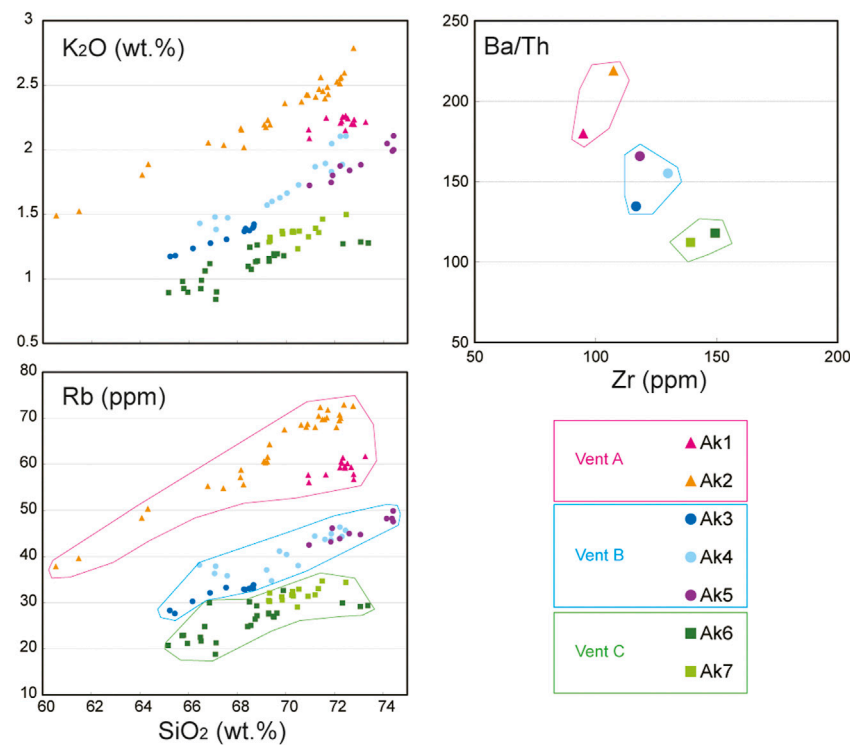 K2O (wt.%)
3
2.5
2
1.5
1
0.5
Ba/Th
250
200
150
100
50
50
100
150
200
Zr (ppm)
Rb (ppm)
80
70
60
50
40
30
20
10
60
62
64
66
68
70
72
74
SiO2 (wt.%)
Vent A
Ak1
Ak2
Vent B
Ak3
Ak4
Ak5
Vent C
Ak6
Ak7